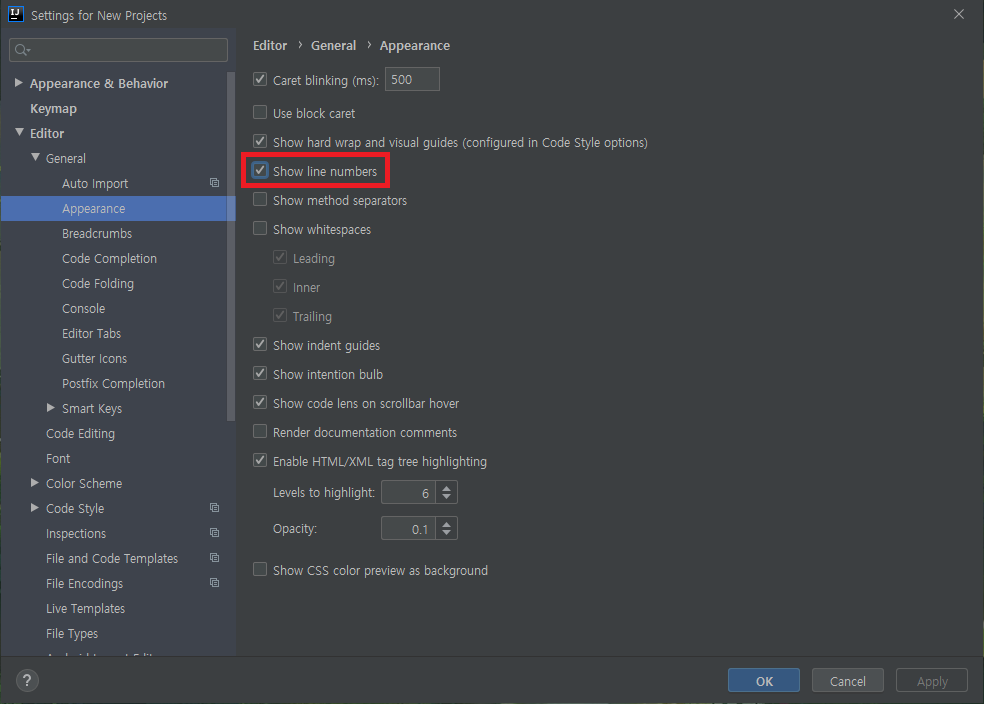 IJ
Settings for New Projects
Appearance & Behavior
Keymap
Editor
General
Auto Import
Appearance
Breadcrumbs
Code Completion
Code Folding
Console
Editor Tabs
Gutter Icons
Postfix Completion
Smart Keys
Code Editing
Font
Color Scheme
Code Style
Inspections
File and Code Templates
File Encodings
Live Templates
File Types
Editor › General › Appearance
Caret blinking (ms): 500
Use block caret
Show hard wrap and visual guides (configured in Code Style options)
Show line numbers
Show method separators
Show whitespaces
Leading
Inner
Trailing
Show indent guides
Show intention bulb
Show code lens on scrollbar hover
Render documentation comments
Enable HTML/XML tag tree highlighting
Levels to highlight: 6
Opacity: 0.1
Show CSS color preview as background
?
OK
Cancel
Apply